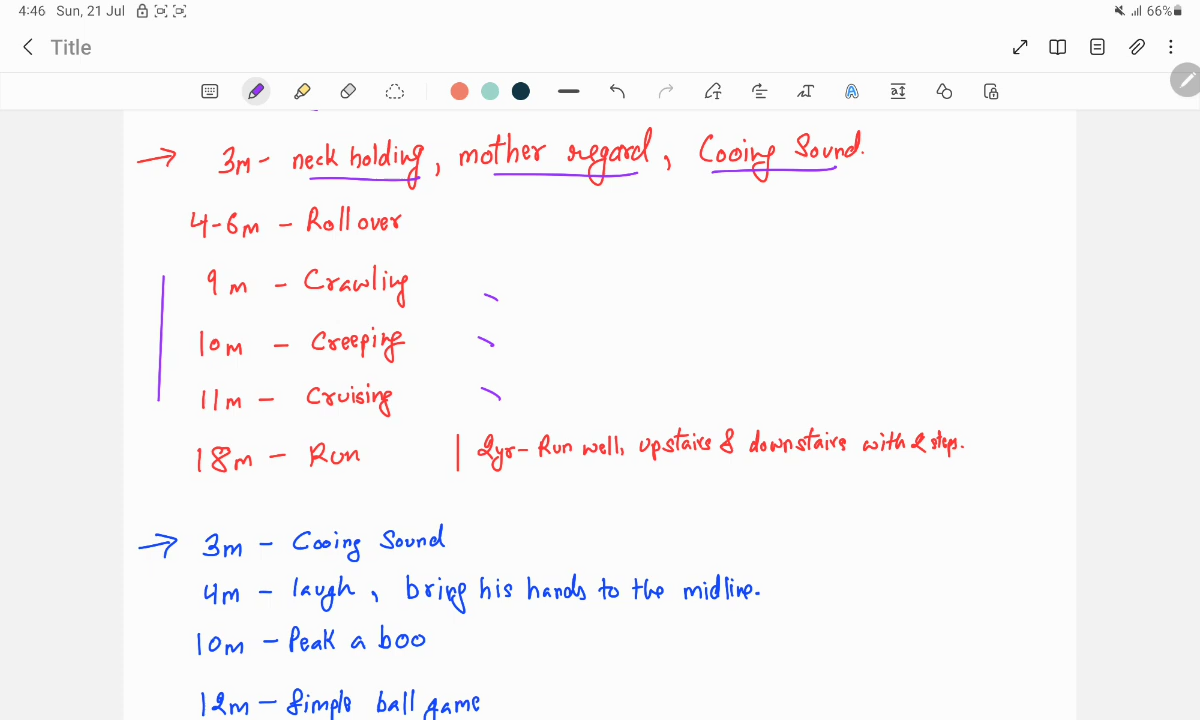 4:46 Sun, 21 Jul 66%
Title
→ 3m - neck holding, mother regard, Cooing Sound.
4-6m - Roll over
9m - Crawling
10m - Creeping
11m - Cruising
18m - Run | 2yr - Run well, upstairs & downstairs with 2 steps.
→ 3m - Cooing Sound
4m - laugh, bring his hands to the midline.
10m - Peak a boo
12m - Simple ball game